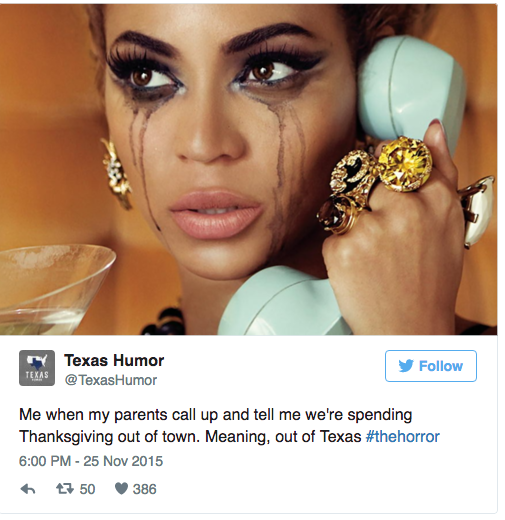 Texas Humor
@TexasHumor
Follow
TEXAS
Me when my parents call up and tell me we're spending
Thanksgiving out of town. Meaning, out of Texas #thehorror
6:00 PM - 25 Nov 2015
50
386